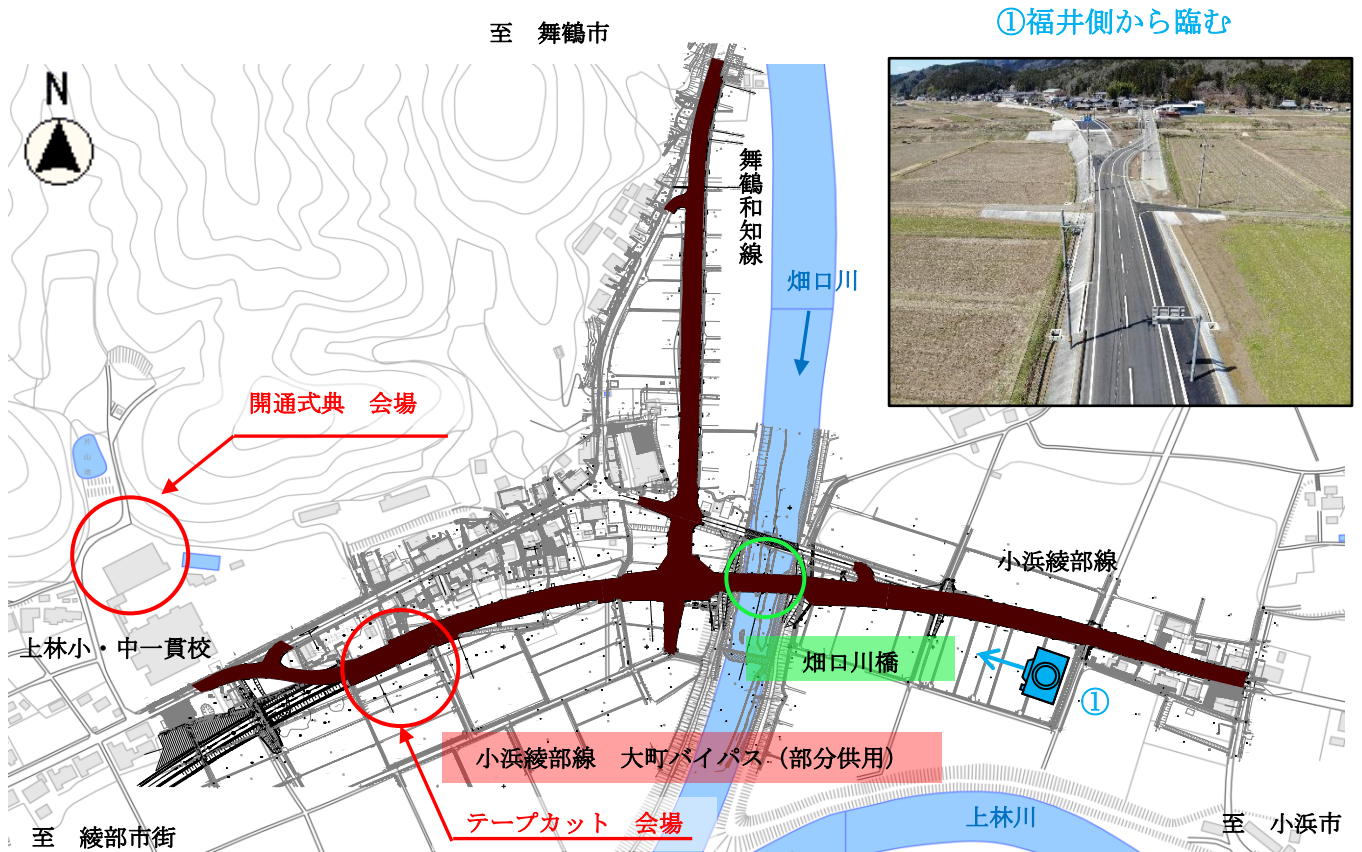 至　舞鶴市
①福井側から臨む
N
舞鶴和知線
畑口川
開通式典　会場
小浜綾部線
上林小・中一貫校
畑口川橋
①
小浜綾部線　大町バイパス（部分供用）
テープカット　会場
上林川
至　小浜市
至　綾部市街